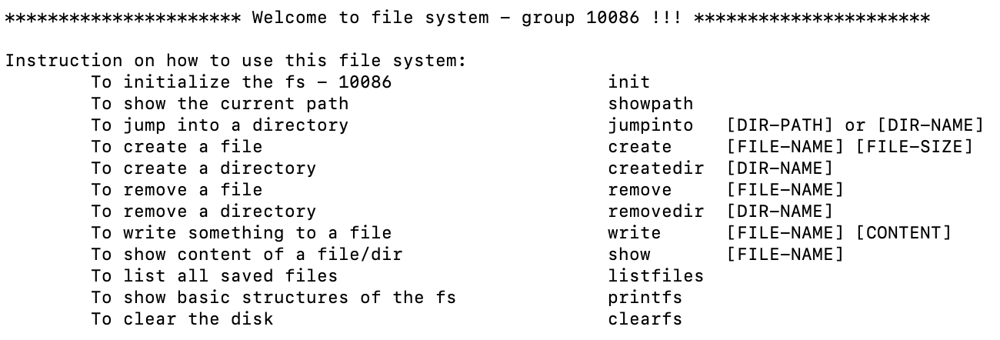 ********************** Welcome to file system - group 10086 !!! **********************
Instruction on how to use this file system:
To initialize the fs - 10086 init
To show the current path showpath
To jump into a directory jumpinto [DIR-PATH] or [DIR-NAME]
To create a file create [FILE-NAME] [FILE-SIZE]
To create a directory createdir [DIR-NAME]
To remove a file remove [FILE-NAME]
To remove a directory removedir [DIR-NAME]
To write something to a file write [FILE-NAME] [CONTENT]
To show content of a file/dir show [FILE-NAME]
To list all saved files listfiles
To show basic structures of the fs printfs
To clear the disk clearfs